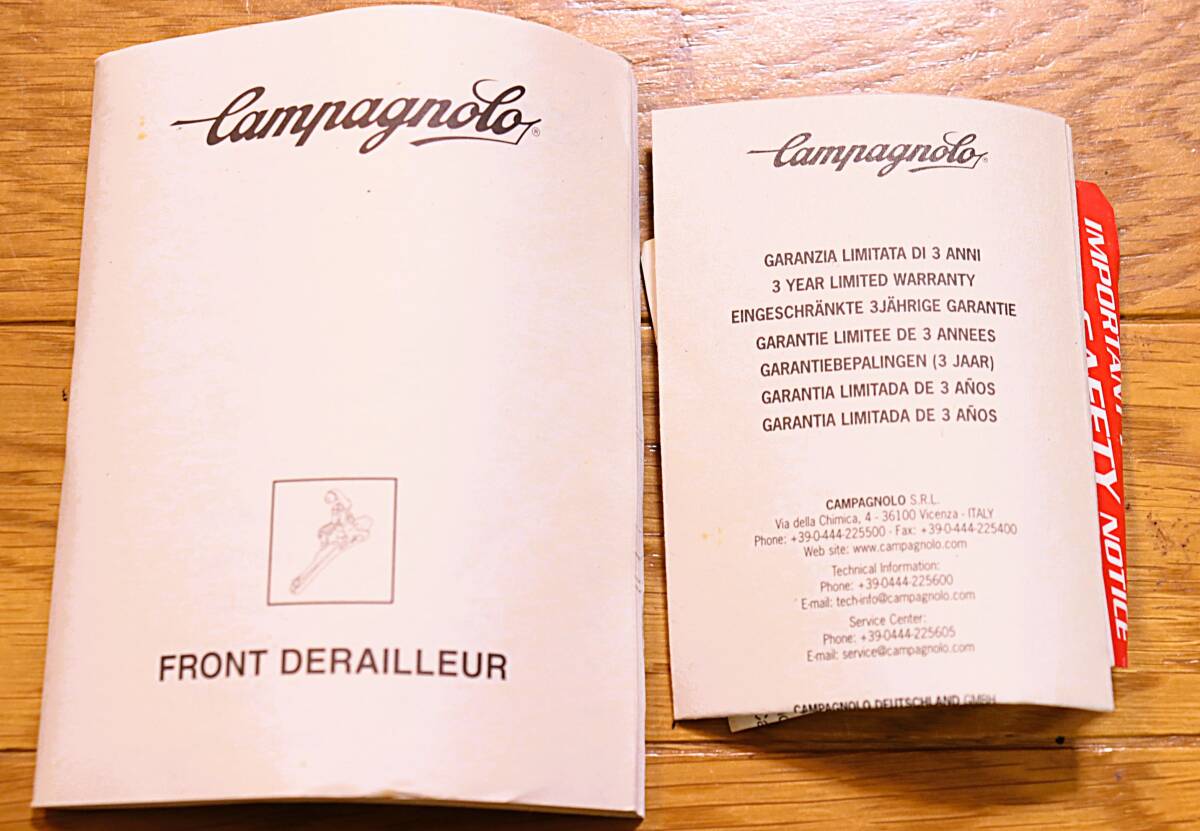 Campagnolo®
FRONT DERAILLEUR
Campagnolo®
GARANZIA LIMITATA DI 3 ANNI
3 YEAR LIMITED WARRANTY
EINGESCHRÄNKTE 3JÄHRIGE GARANTIE
GARANTIE LIMITEE DE 3 ANNEES
GARANTIEBEPALINGEN (3 JAAR)
GARANTIA LIMITADA DE 3 AÑOS
GARANTIA LIMITADA DE 3 AÑOS
CAMPAGNOLO S.R.L.
Via della Chimica, 4 - 36100 Vicenza - ITALY
Phone: +39-0-444-225500 - Fax: +39-0-444-225400
Web site: www.campagnolo.com
Technical Information:
Phone: +39-0444-225600
E-mail: tech-info@campagnolo.com
Service Center:
Phone: +39-0444-225605
E-mail: service@campagnolo.com
CAMPAGNOLO DEUTSCHLAND GMBH
IMPORTANT
SAFETY NOTICE